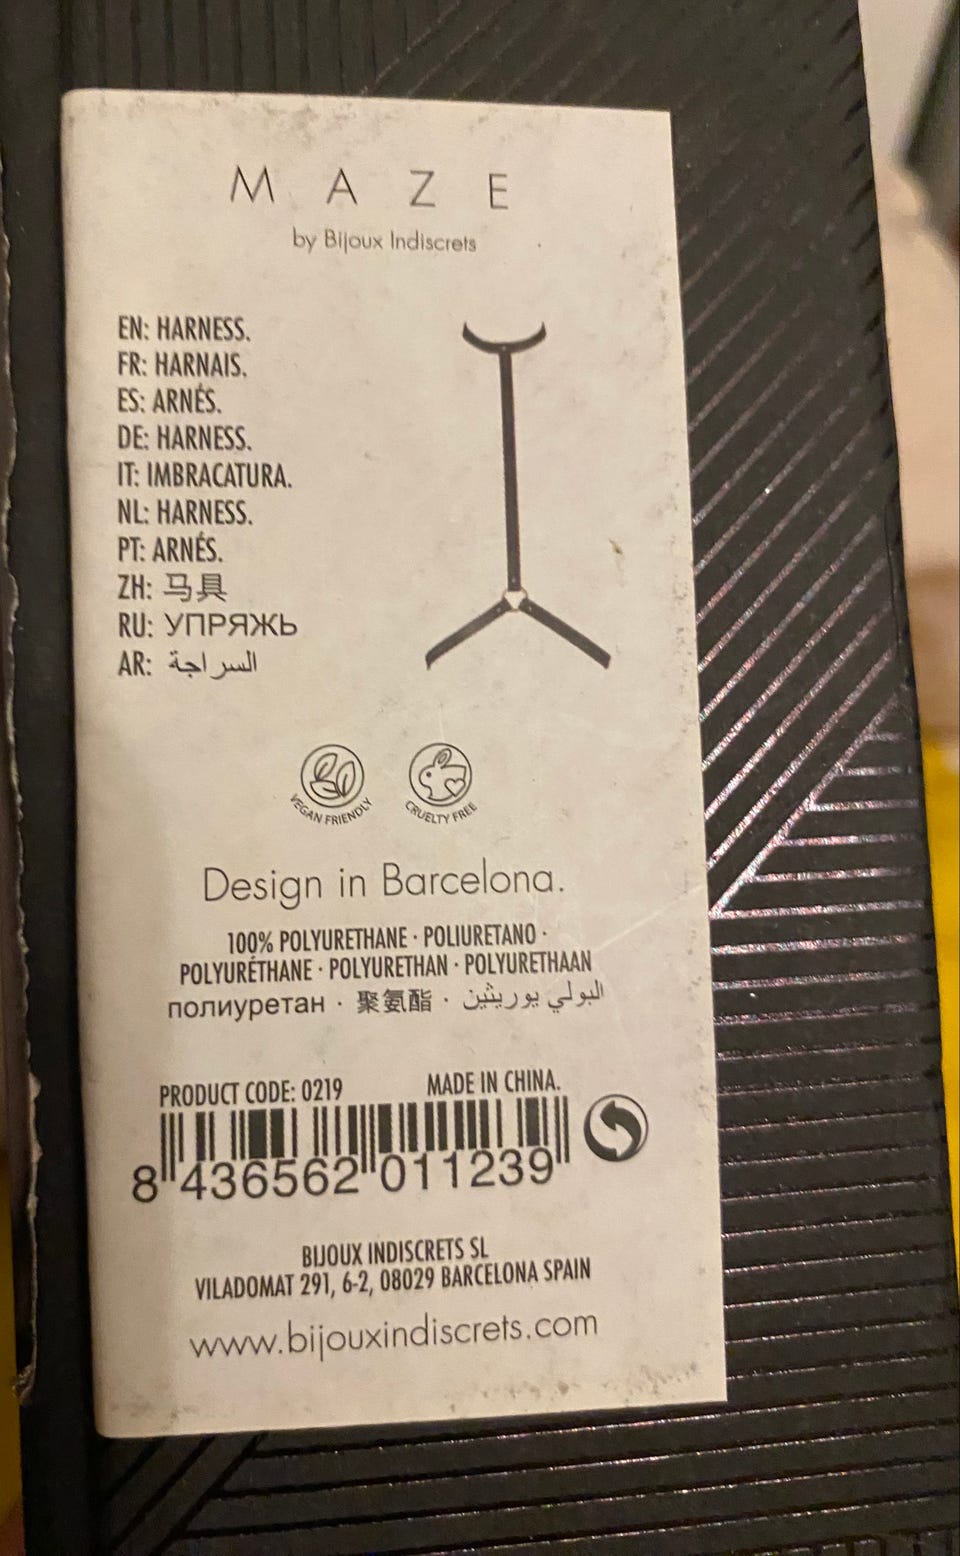 MAZE
by Bijoux Indiscrets
EN: HARNESS.
FR: HARNAIS.
ES: ARNÉS.
DE: HARNESS.
IT: IMBRACATURA.
NL: HARNESS.
PT: ARNÉS.
ZH: 马具
RU: УПРЯЖЬ
AR: السراجة
VEGAN FRIENDLY
CRUELTY FREE
Design in Barcelona.
100% POLYURETHANE · POLIURETANO ·
POLYURÉTHANE · POLYURETHAN · POLYURETHAAN
полиуретан · 聚氨酯 · البولي يوريثين
PRODUCT CODE: 0219
MADE IN CHINA.
8 436562 011239
BIJOUX INDISCRETS SL
VILADOMAT 291, 6-2, 08029 BARCELONA SPAIN
www.bijouxindiscrets.com